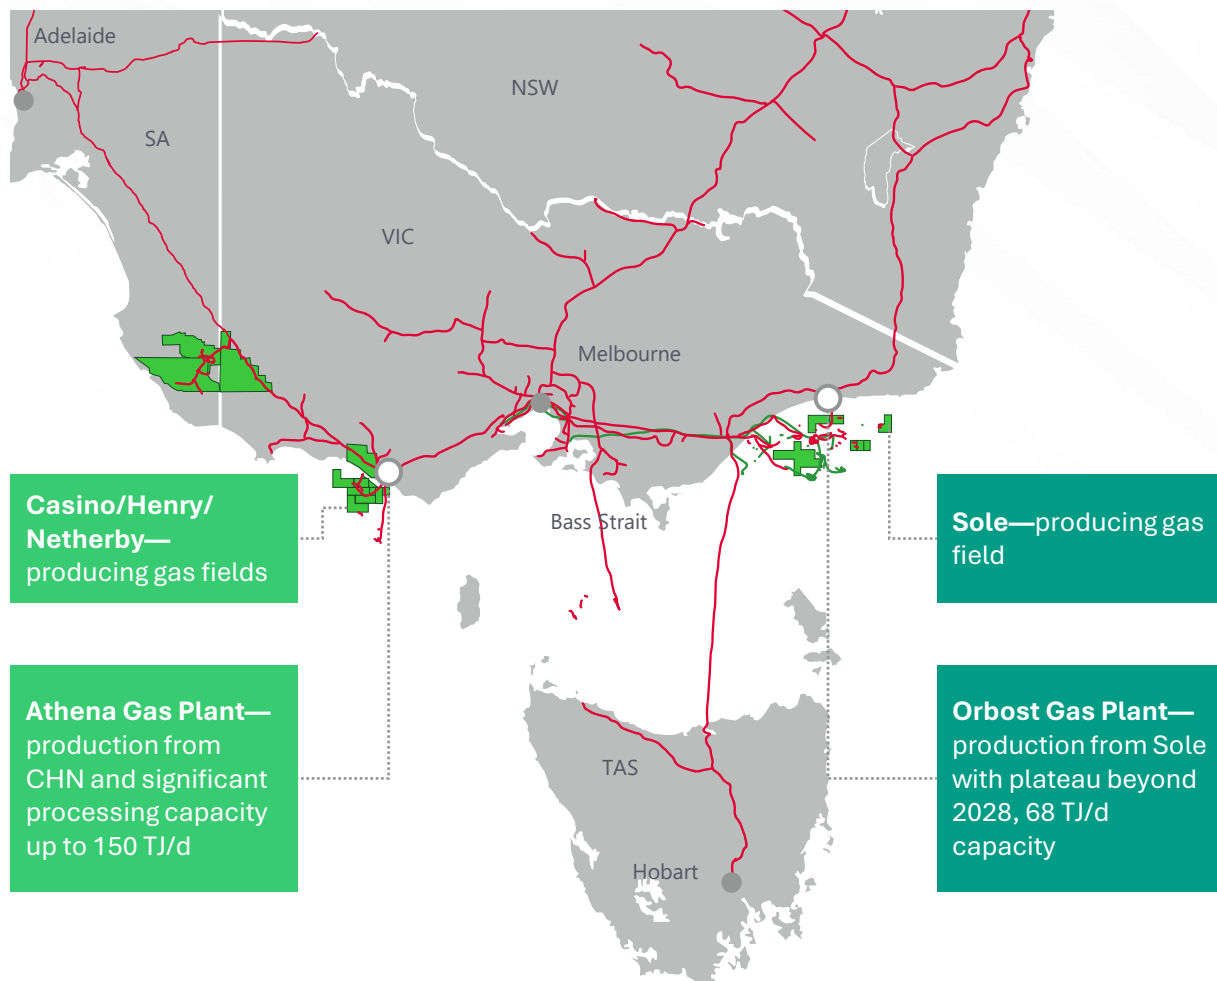 Adelaide
NSW
SA
VIC
Melbourne
Casino/Henry/
Netherby—
producing gas fields
Bass Strait
Sole—producing gas
field
Athena Gas Plant—
production from
CHN and significant
processing capacity
up to 150 TJ/d
Orbost Gas Plant—
production from Sole
with plateau beyond
2028, 68 TJ/d
capacity
TAS
Hobart